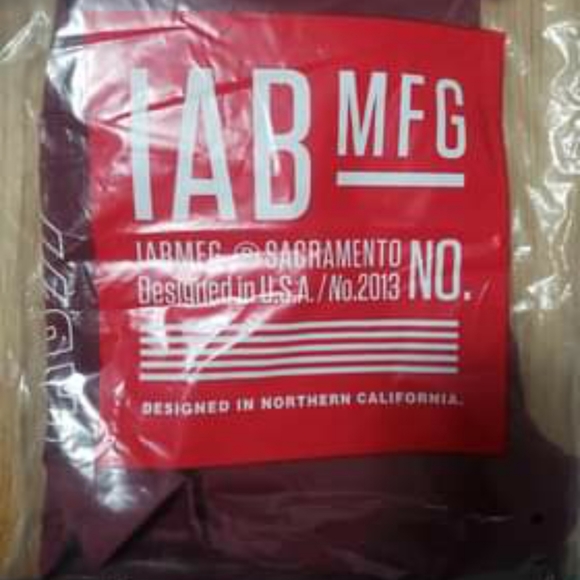 IAB MFG
IABMFG ® SACRAMENTO
Designed in U.S.A. / No.2013 NO.
DESIGNED IN NORTHERN CALIFORNIA.